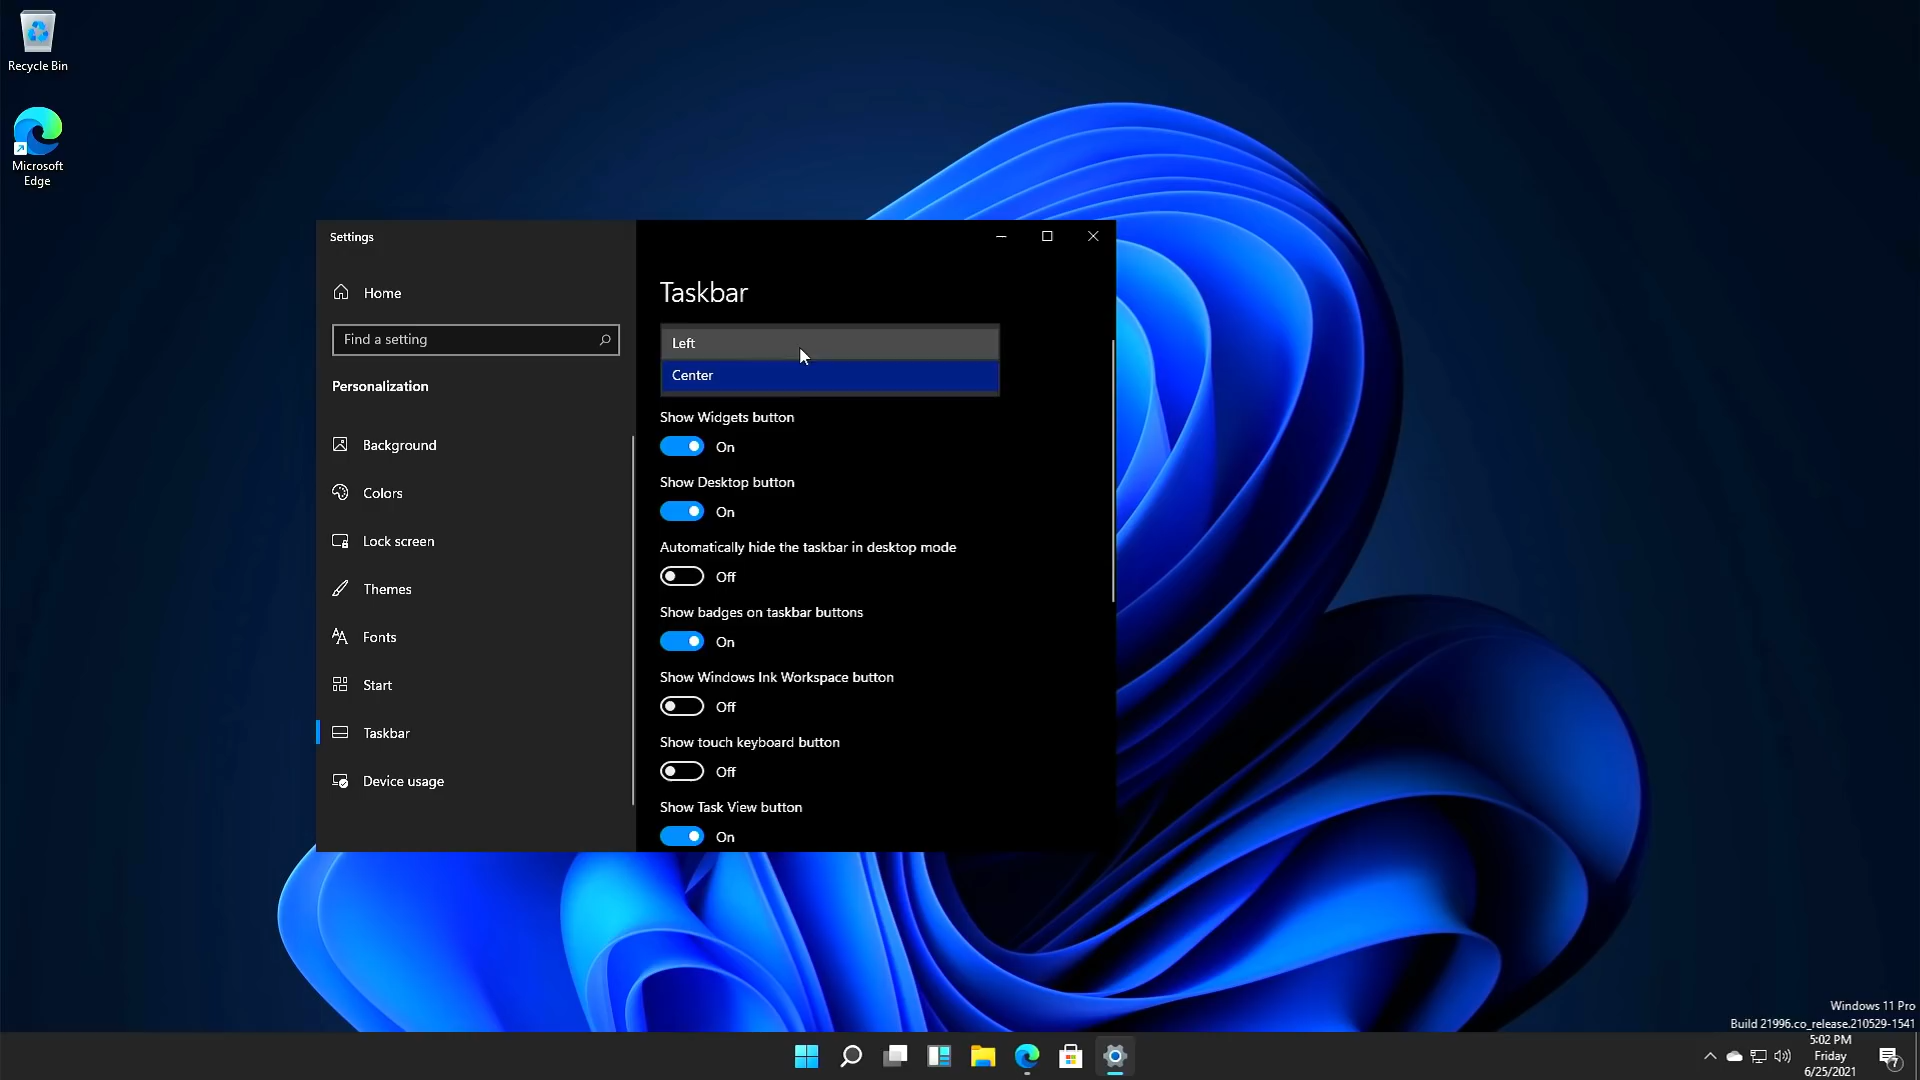 Recycle Bin
Microsoft
Edge
Settings
Home
Find a setting
Personalization
Background
Colors
Lock screen
Themes
Fonts
Start
Taskbar
Device usage
Taskbar
Left
Center
Show Widgets button
On
Show Desktop button
On
Automatically hide the taskbar in desktop mode
Off
Show badges on taskbar buttons
On
Show Windows Ink Workspace button
Off
Show touch keyboard button
Off
Show Task View button
On
Windows 11 Pro
Build 21996.co_release.210529-1541
5:02 PM
Friday
6/25/2021
7